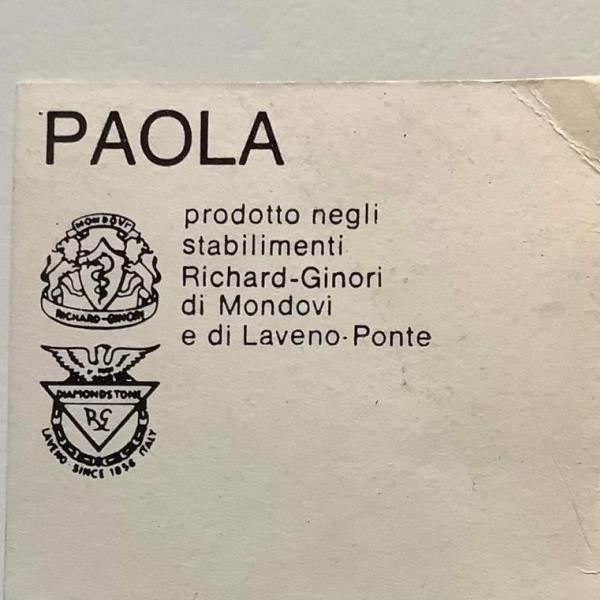 PAOLA
prodotto negli
stabilimenti
Richard-Ginori
di Mondovi
e di Laveno-Ponte
MONDOVI
RICHARD-GINORI
DIAMONDSTONE
LAVENO SINCE 1856 ITALY